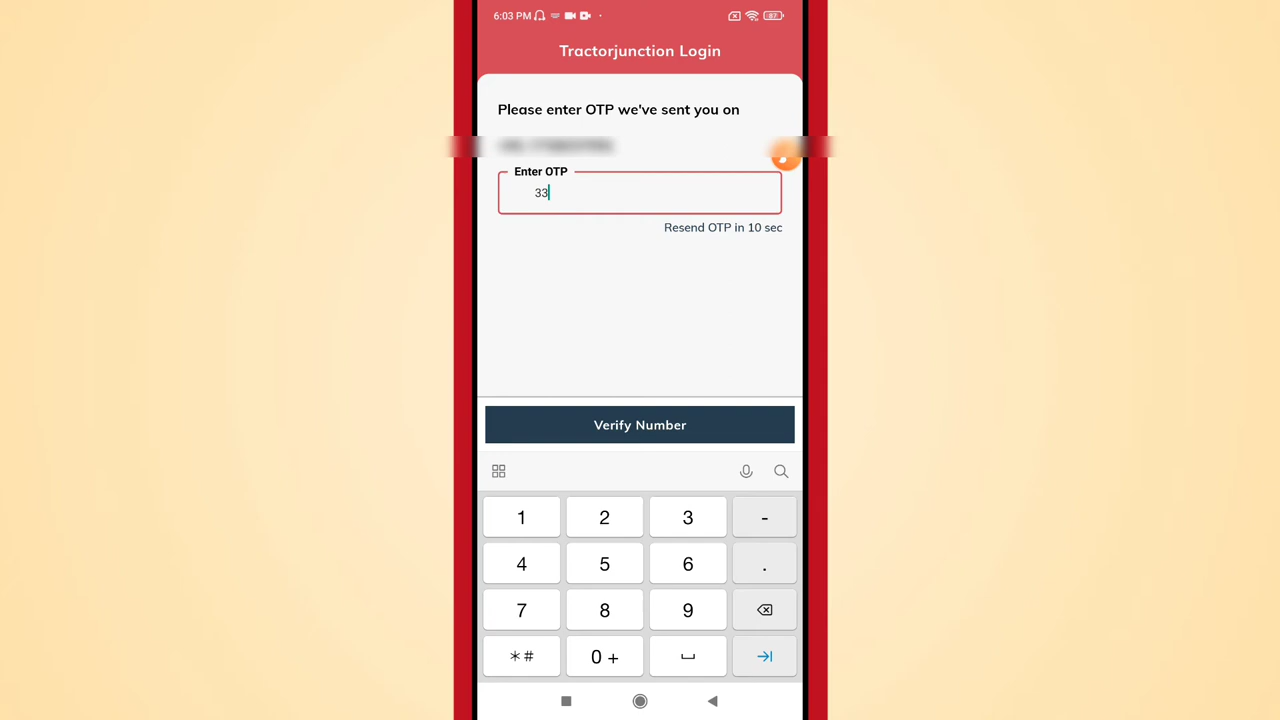 6:03 PM
87
Tractorjunction Login
Please enter OTP we've sent you on
Enter OTP
33
Resend OTP in 10 sec
Verify Number
1 2 3 -
4 5 6 .
7 8 9
*# 0 +